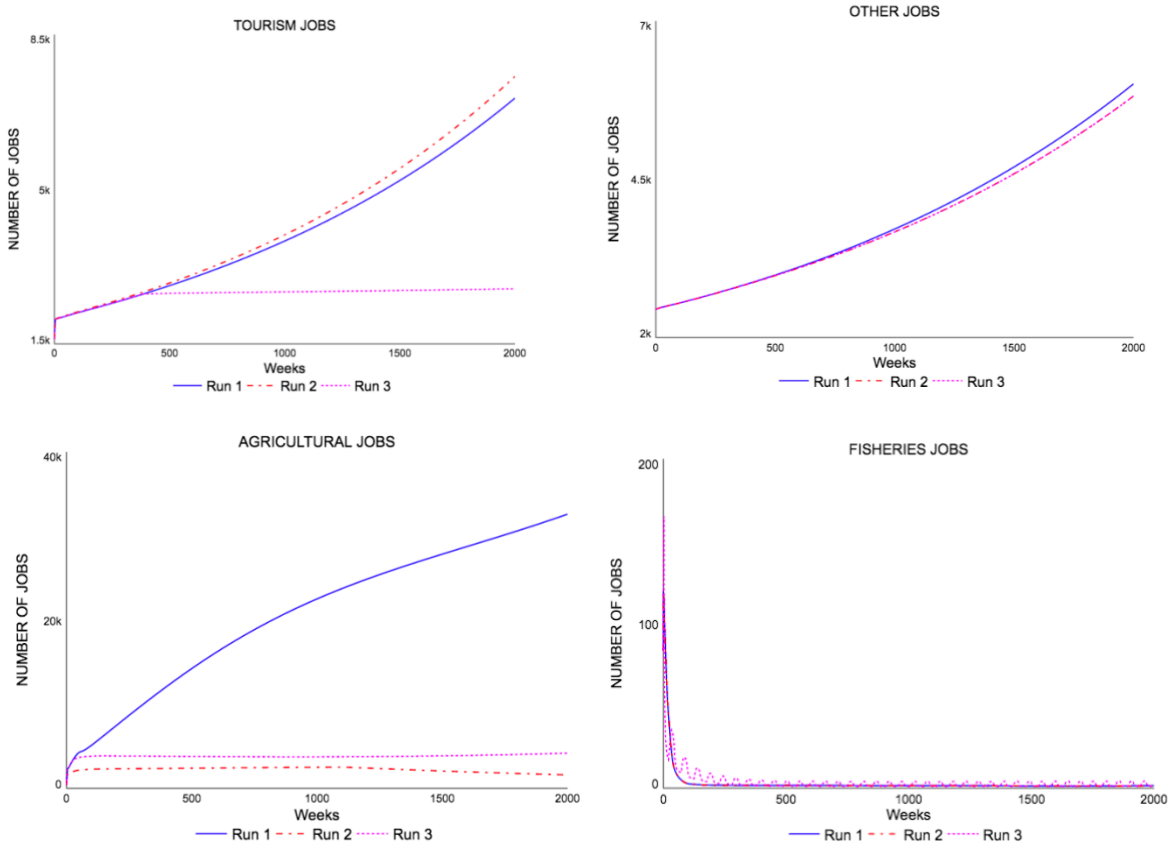 TOURISM JOBS
8.5k
5k
1.5k
NUMBER OF JOBS
0
500
1000
1500
2000
Weeks
Run 1 Run 2 Run 3
OTHER JOBS
7k
4.5k
2k
NUMBER OF JOBS
0
500
1000
1500
2000
Weeks
Run 1 Run 2 Run 3
AGRICULTURAL JOBS
40k
20k
0
NUMBER OF JOBS
0
500
1000
1500
2000
Weeks
Run 1 Run 2 Run 3
FISHERIES JOBS
200
100
0
NUMBER OF JOBS
0
500
1000
1500
2000
Weeks
Run 1 Run 2 Run 3